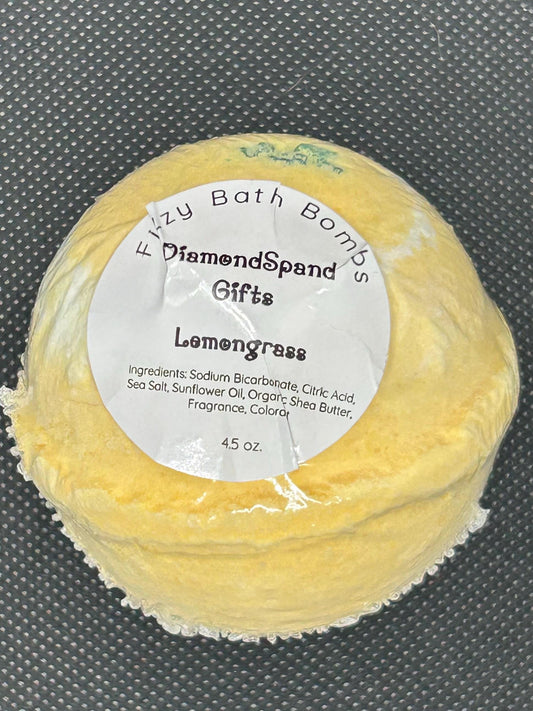 Fizzy Bath Bombs
DiamondSpand
Gifts
Lemongrass
Ingredients: Sodium Bicarbonate, Citric Acid,
Sea Salt, Sunflower Oil, Organic Shea Butter,
Fragrance, Colorant
4.5 oz.